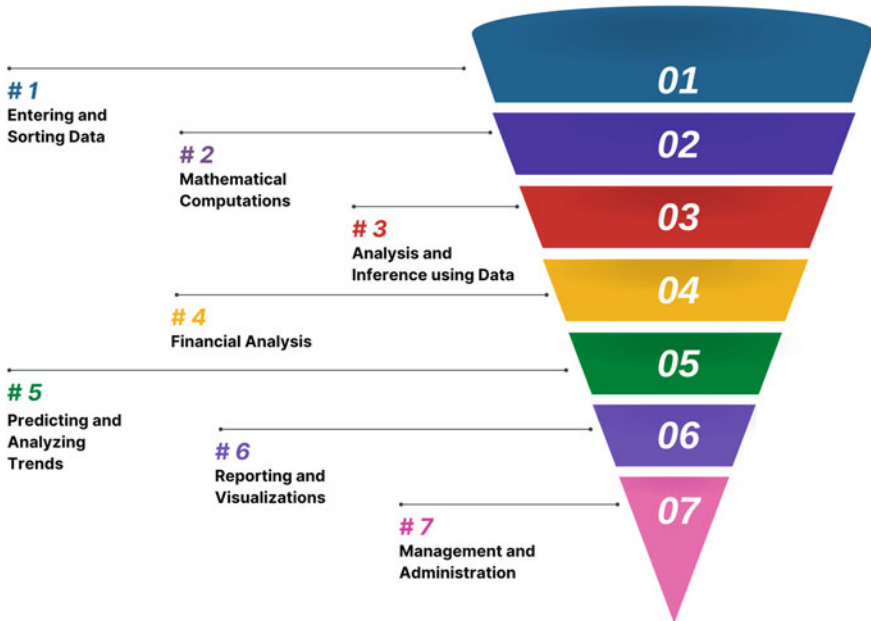 01
# 1
Entering and
Sorting Data
02
# 2
Mathematical
Computations
03
# 3
Analysis and
Inference using Data
04
# 4
Financial Analysis
05
# 5
Predicting and
Analyzing
Trends
06
# 6
Reporting and
Visualizations
07
# 7
Management and
Administration